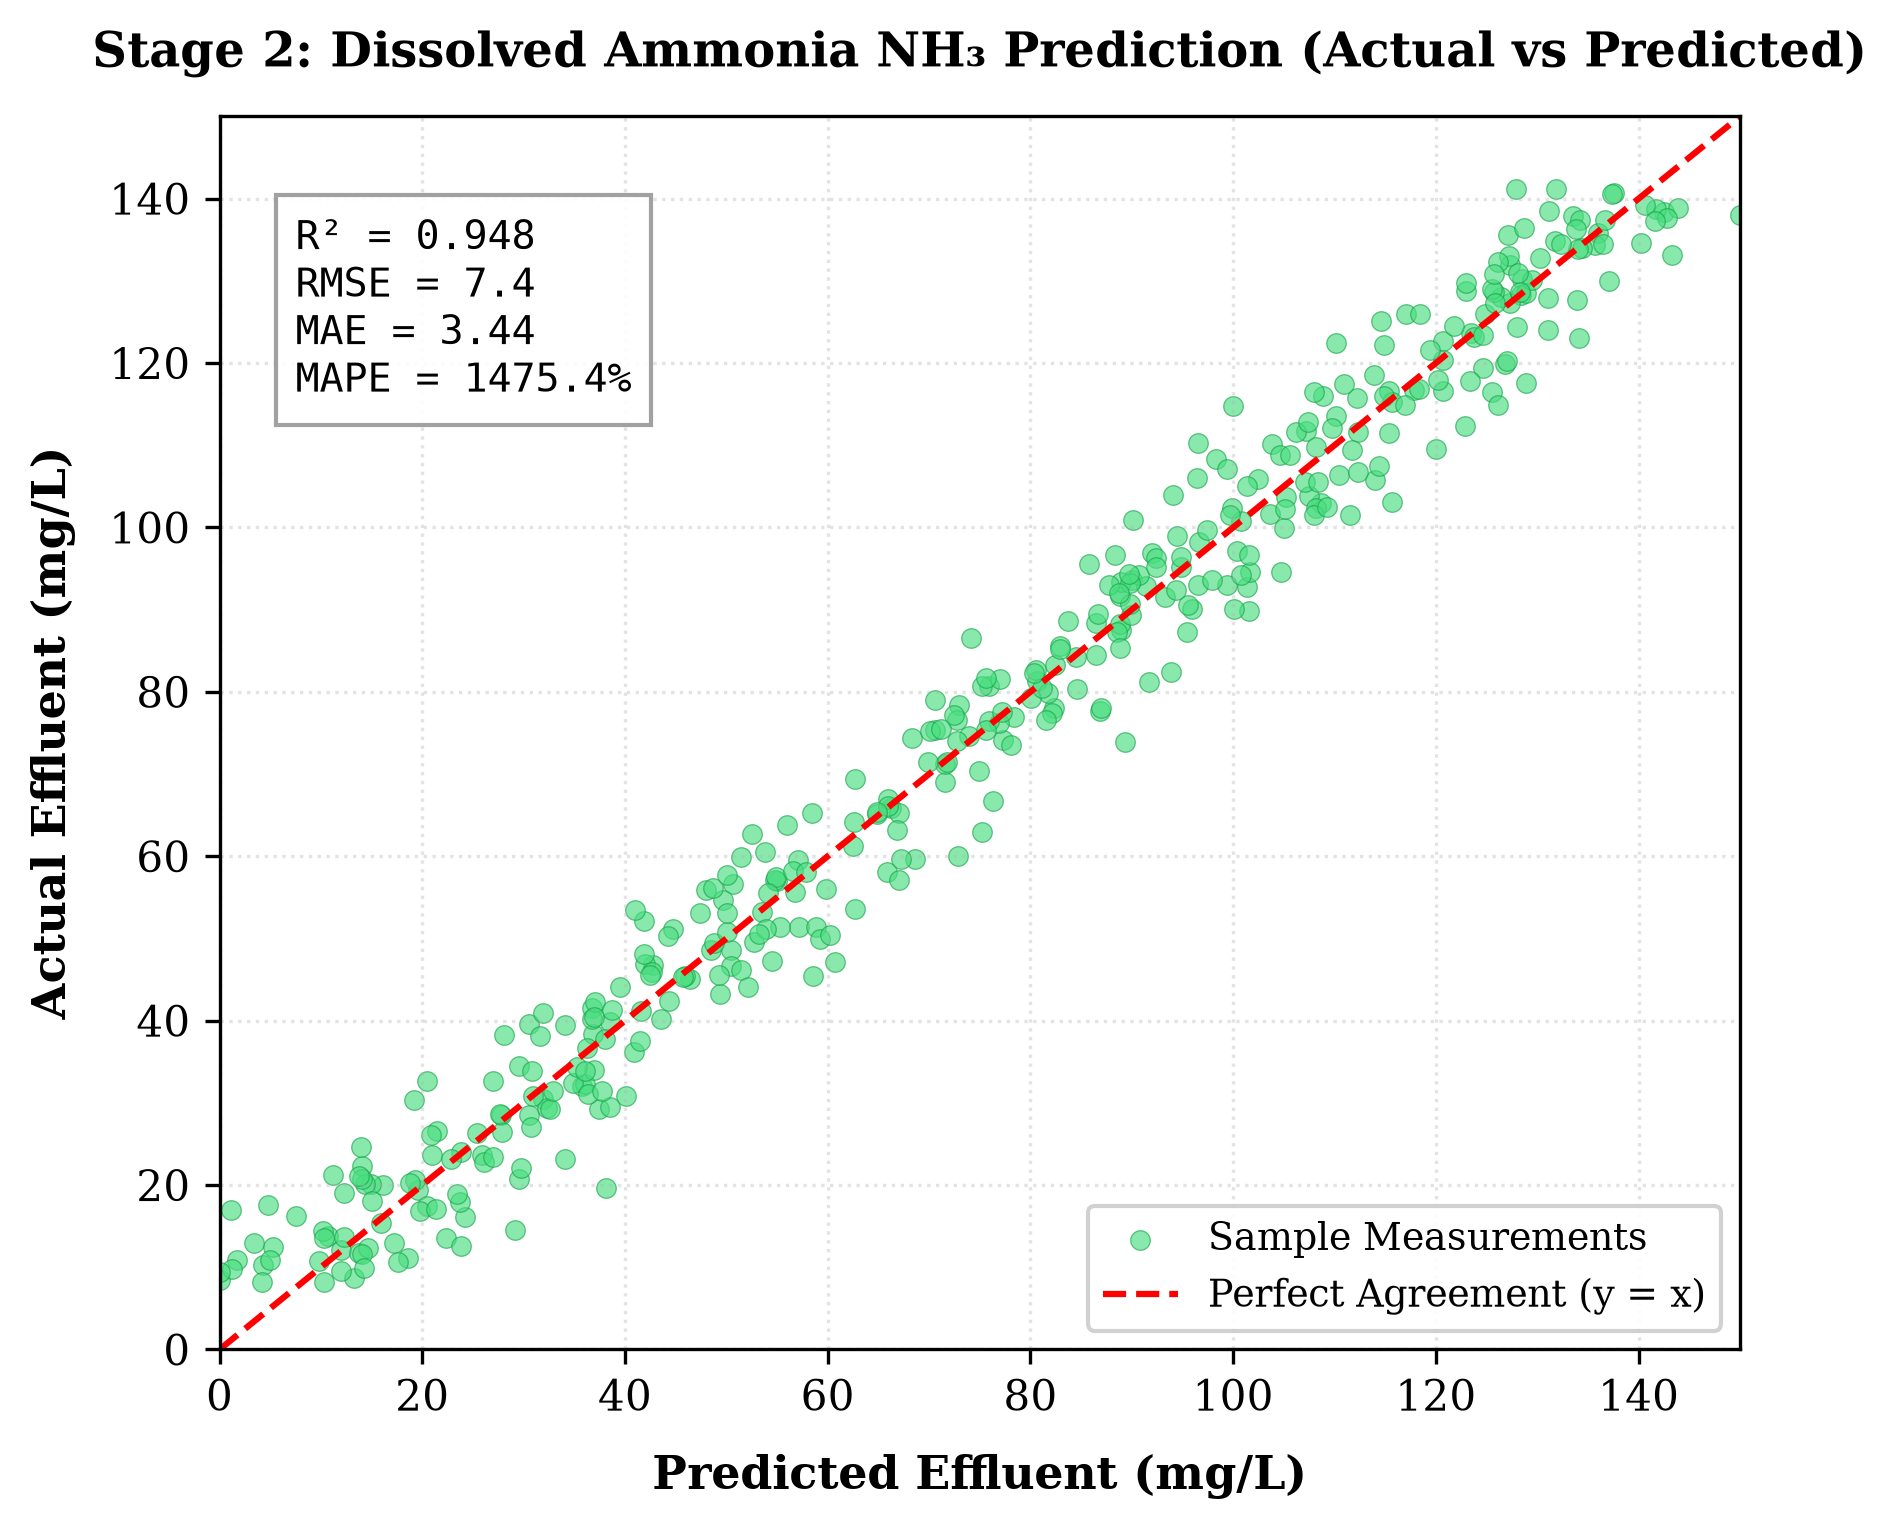 Stage 2: Dissolved Ammonia NH₃ Prediction (Actual vs Predicted)
R² = 0.948
RMSE = 7.4
MAE = 3.44
MAPE = 1475.4%
Actual Effluent (mg/L)
140
120
100
80
60
40
20
0
Sample Measurements
Perfect Agreement (y = x)
0 20 40 60 80 100 120 140
Predicted Effluent (mg/L)